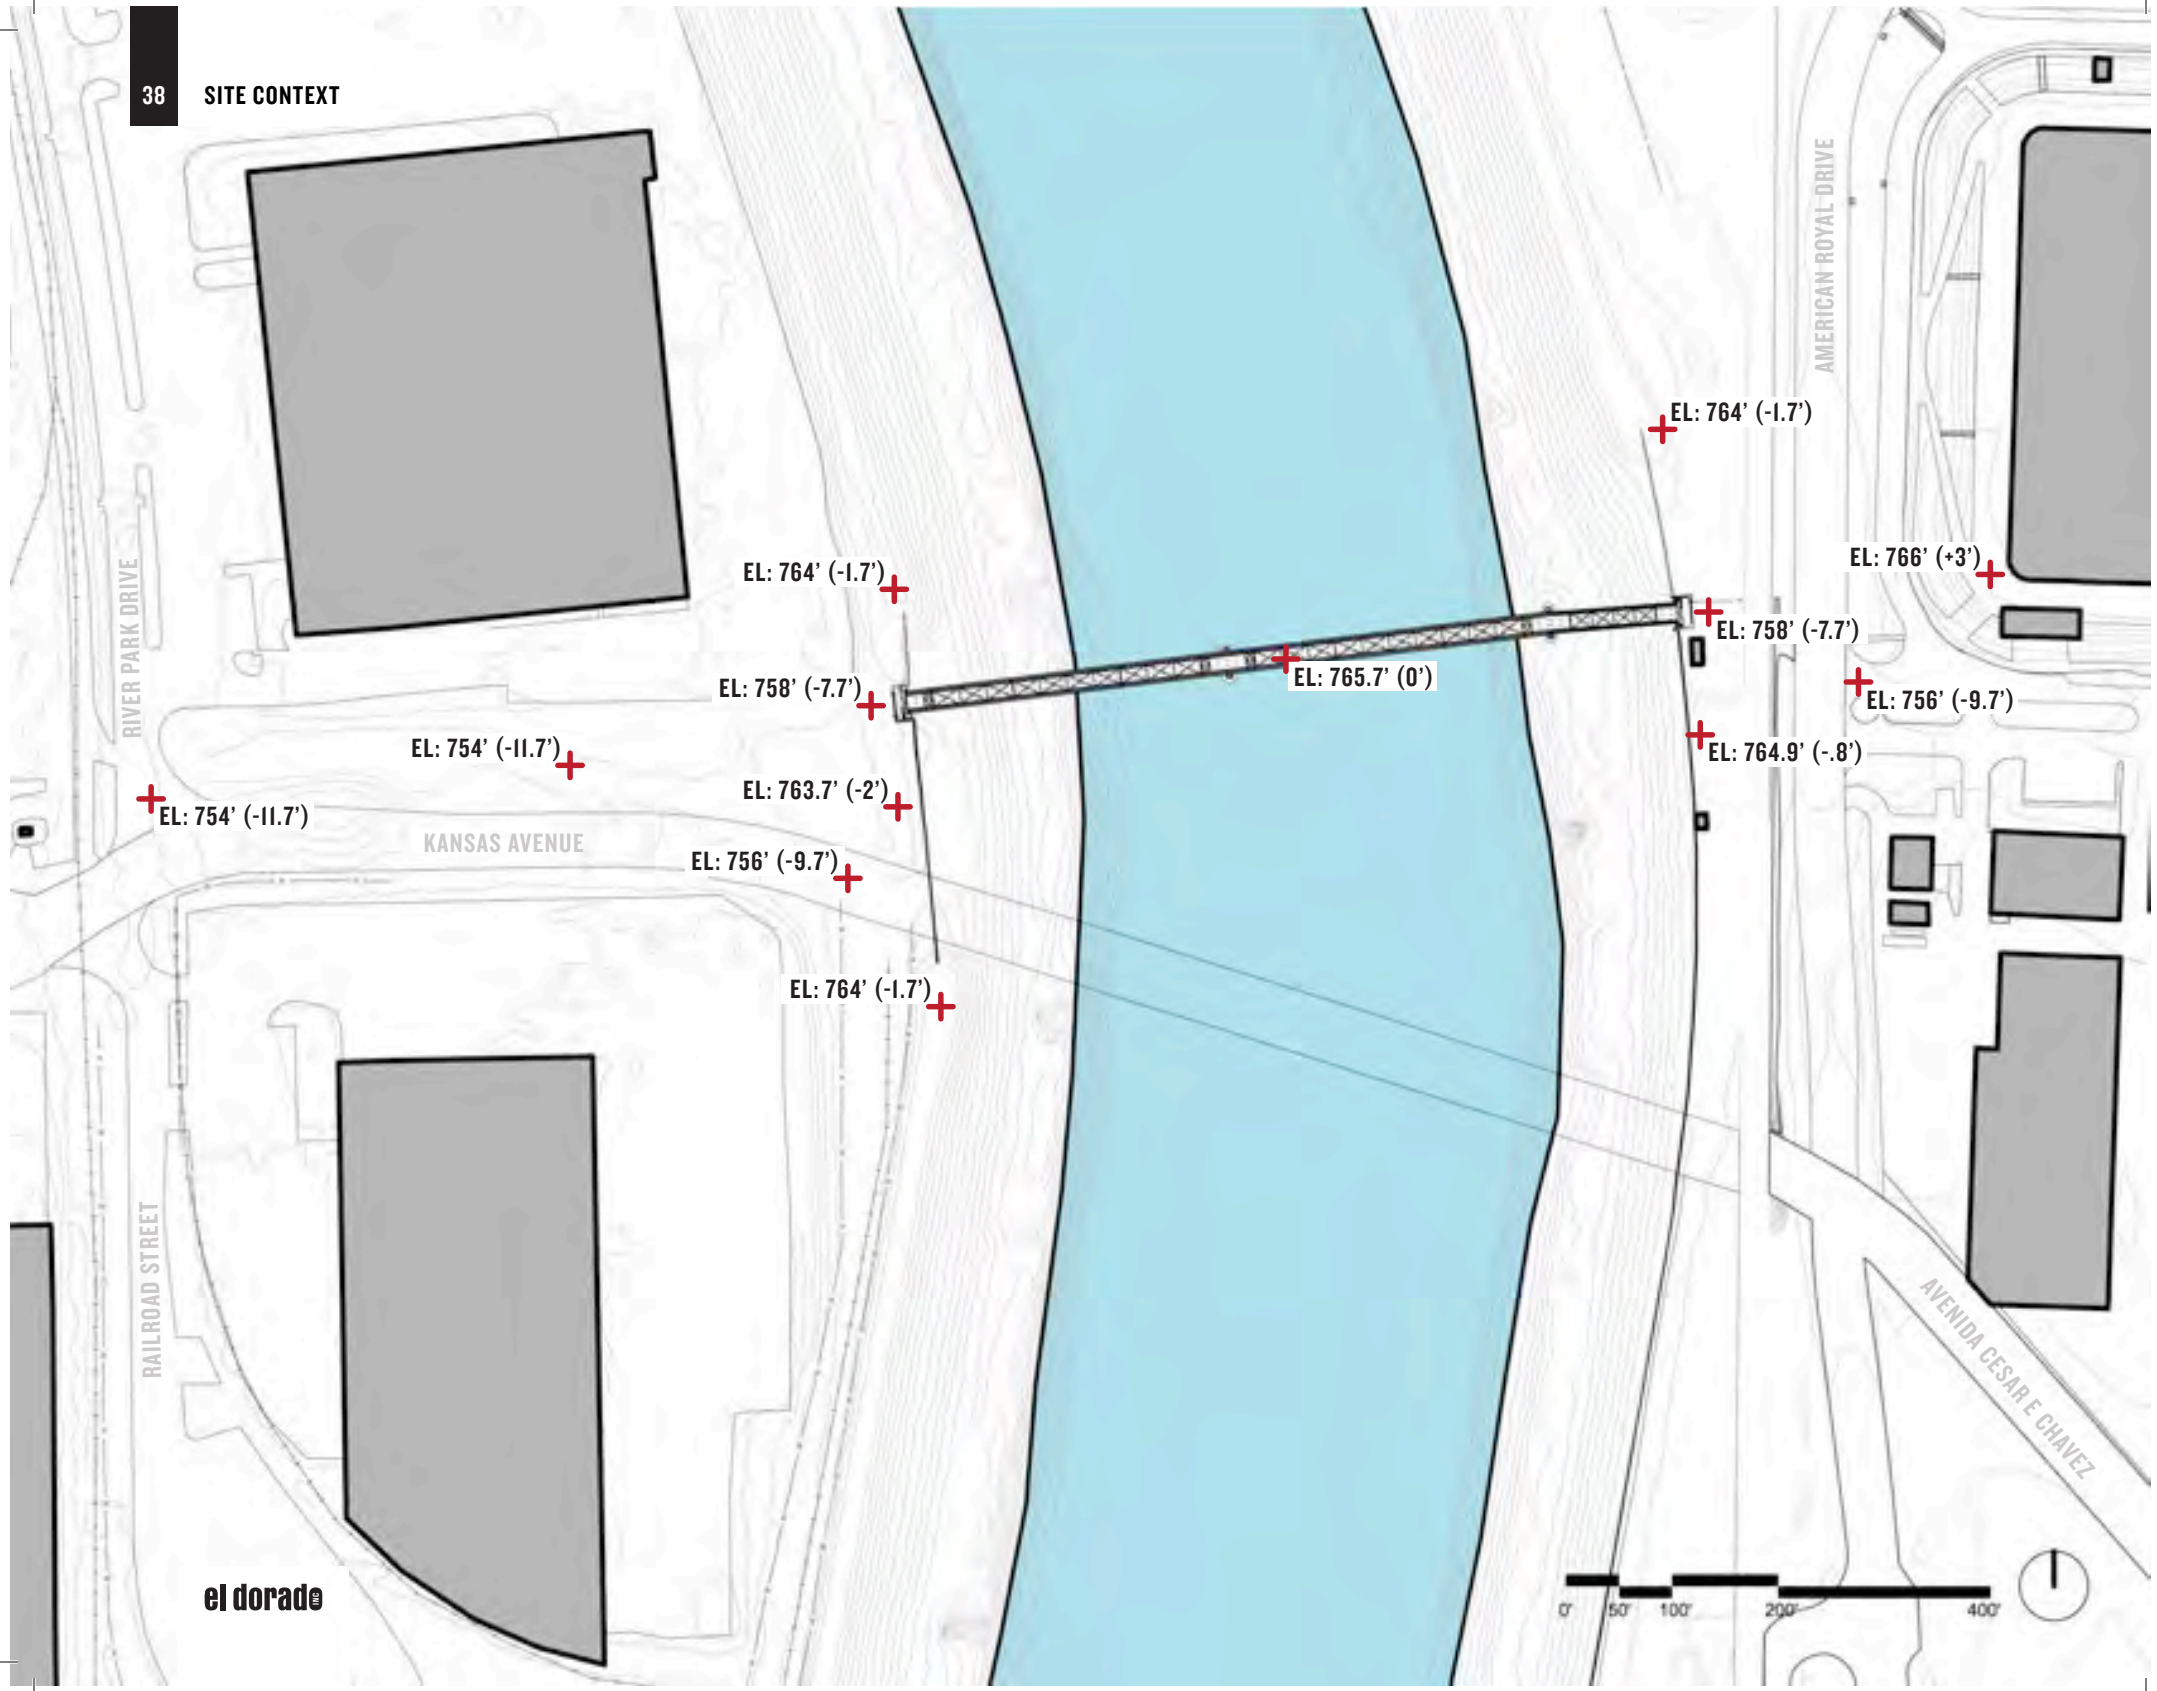 38 SITE CONTEXT
AMERICAN ROYAL DRIVE
EL: 764' (-1.7')
EL: 766' (+3')
EL: 764' (-1.7')
RIVER PARK DRIVE
EL: 758' (-7.7')
EL: 765.7' (0')
EL: 758' (-7.7')
EL: 756' (-9.7')
EL: 754' (-11.7')
EL: 764.9' (-.8')
EL: 763.7' (-2')
EL: 754' (-11.7')
KANSAS AVENUE
EL: 756' (-9.7')
EL: 764' (-1.7')
RAILROAD STREET
AVENIDA CESAR E CHAVEZ
el dorado INC
0' 50' 100' 200' 400'